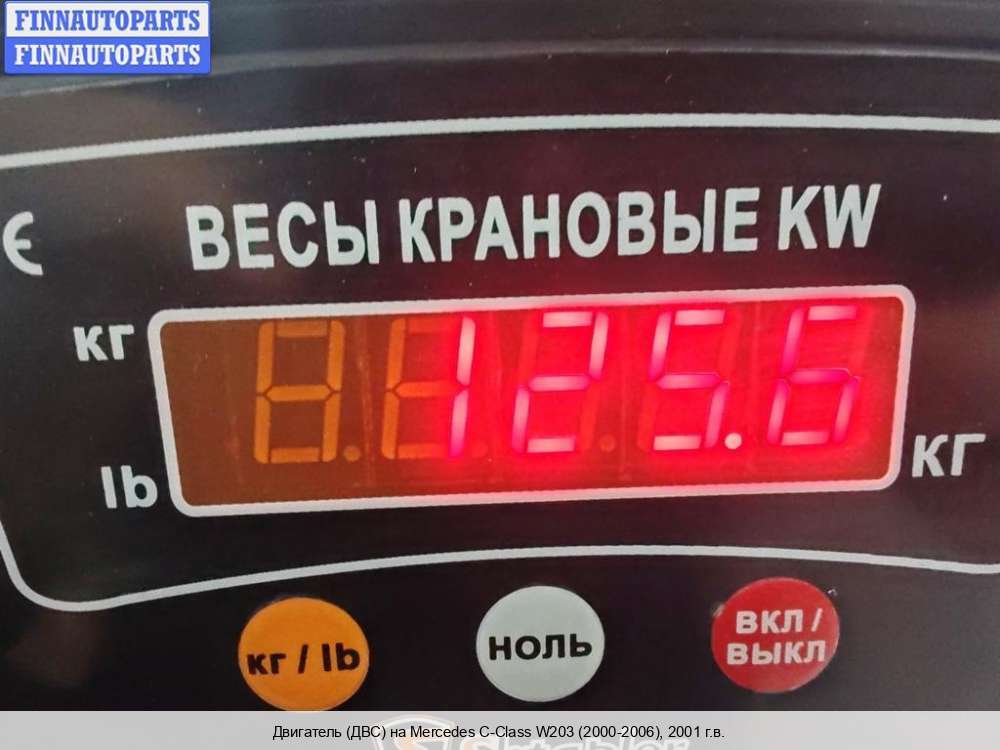 FINNAUTOPARTS
FINNAUTOPARTS
ВЕСЫ КРАНОВЫЕ KW
кг
125.6
lb
кг
кг / lb
НОЛЬ
ВКЛ /
ВЫКЛ
Двигатель (ДВС) на Mercedes C-Class W203 (2000-2006), 2001 г.в.